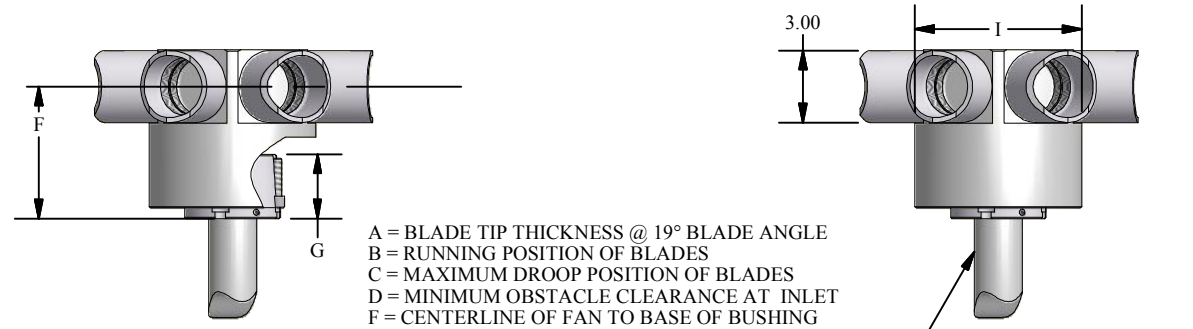 3.00
I
F
G
A = BLADE TIP THICKNESS @ 19° BLADE ANGLE
B = RUNNING POSITION OF BLADES
C = MAXIMUM DROOP POSITION OF BLADES
D = MINIMUM OBSTACLE CLEARANCE AT INLET
F = CENTERLINE OF FAN TO BASE OF BUSHING